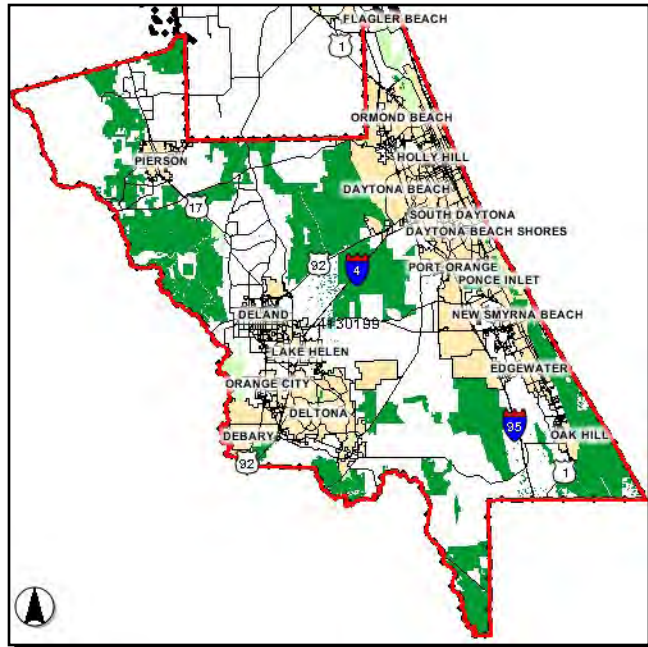 FLAGLER BEACH
1
ORMOND BEACH
HOLLY HILL
PIERSON
DAYTONA BEACH
17
SOUTH DAYTONA
DAYTONA BEACH SHORES
92
4
PORT ORANGE
PONCE INLET
DELAND
NEW SMYRNA BEACH
LAKE HELEN
EDGEWATER
ORANGE CITY
DELTONA
95
DEBARY
OAK HILL
92
1